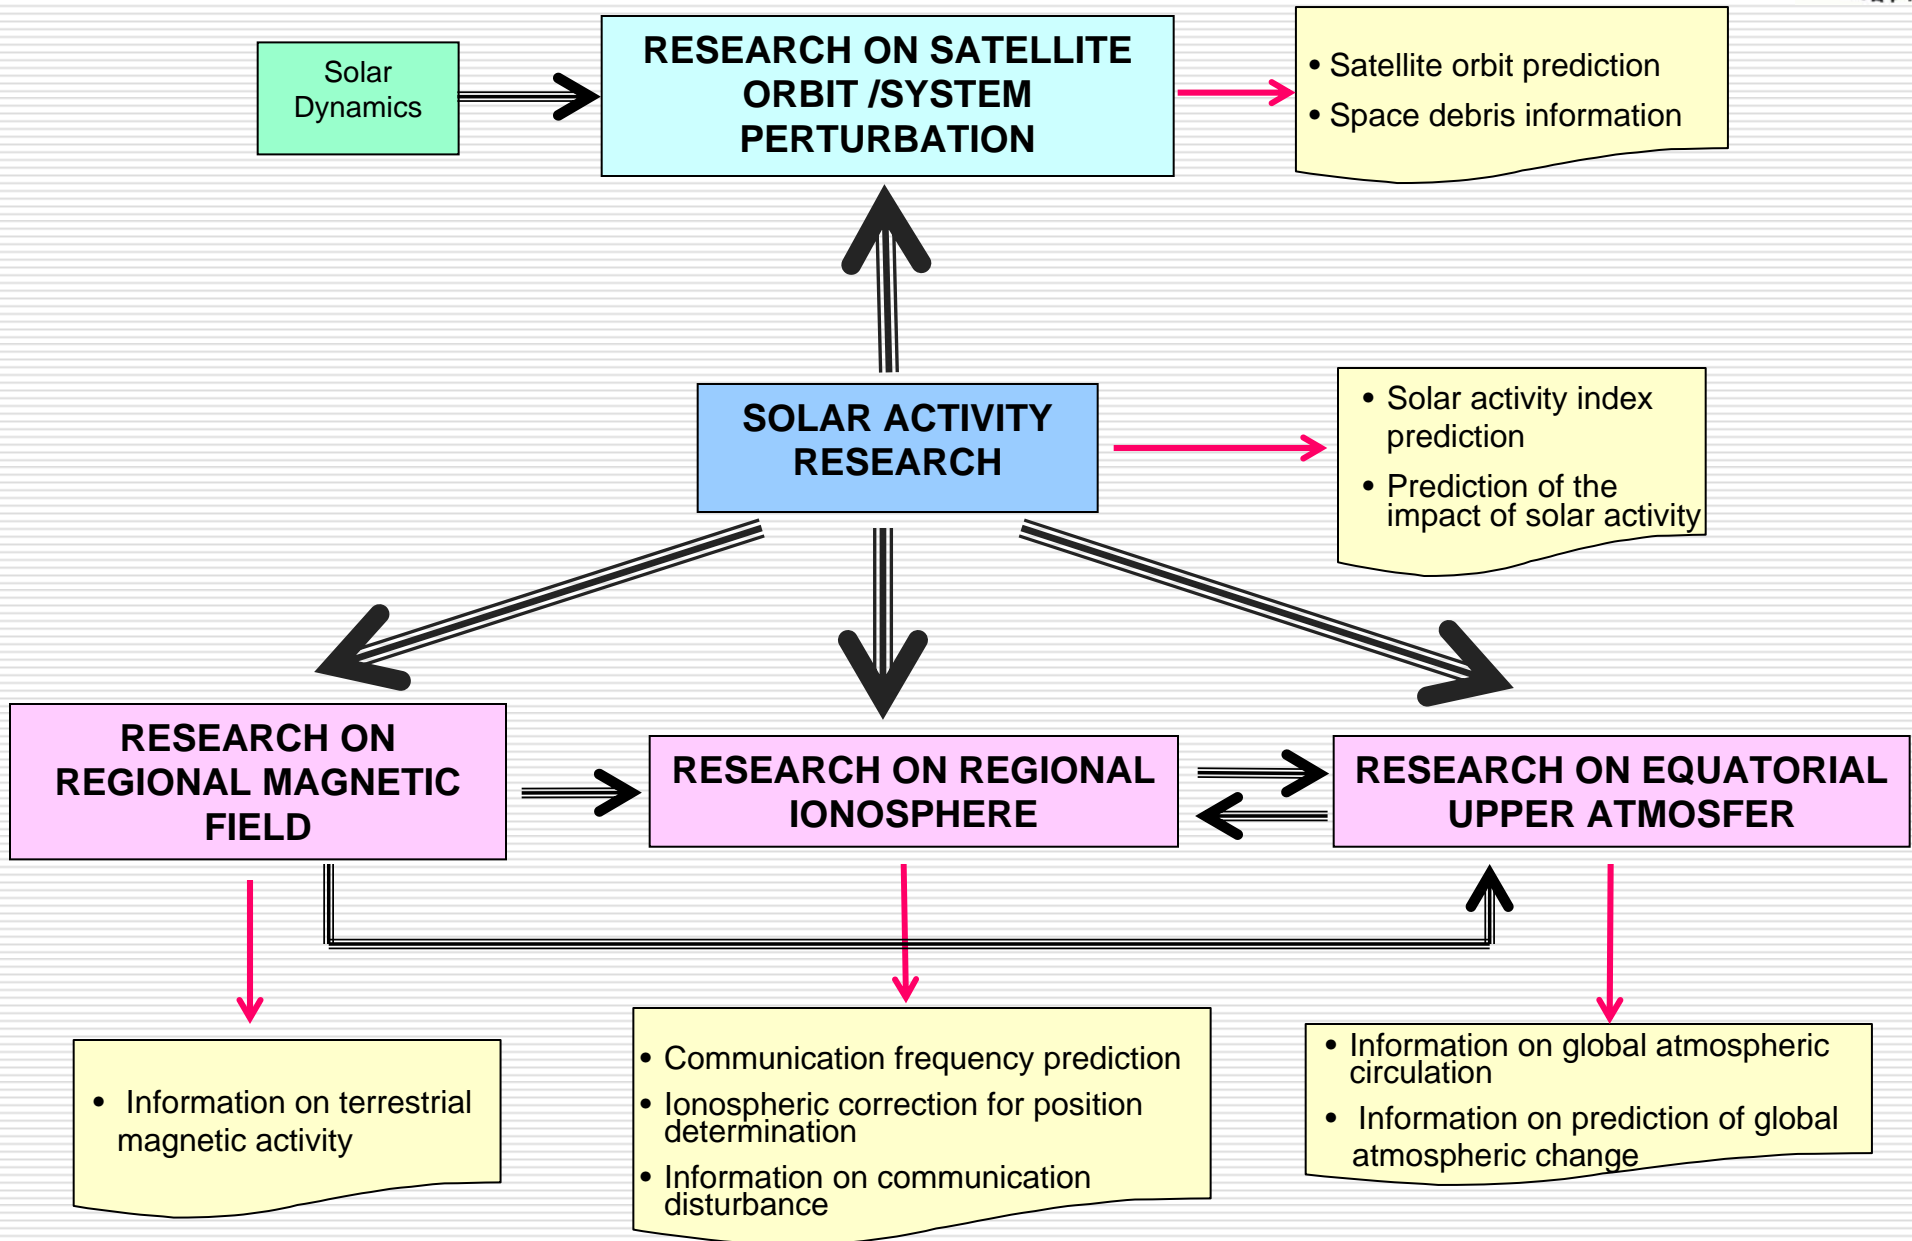 Solar
Dynamics
RESEARCH ON SATELLITE
ORBIT /SYSTEM
PERTURBATION
• Satellite orbit prediction
• Space debris information
SOLAR ACTIVITY
RESEARCH
• Solar activity index
prediction
• Prediction of the
impact of solar activity
RESEARCH ON
REGIONAL MAGNETIC
FIELD
RESEARCH ON REGIONAL
IONOSPHERE
RESEARCH ON EQUATORIAL
UPPER ATMOSFER
• Information on terrestrial
magnetic activity
• Communication frequency prediction
• Ionospheric correction for position
determination
• Information on communication
disturbance
• Information on global atmospheric
circulation
• Information on prediction of global
atmospheric change